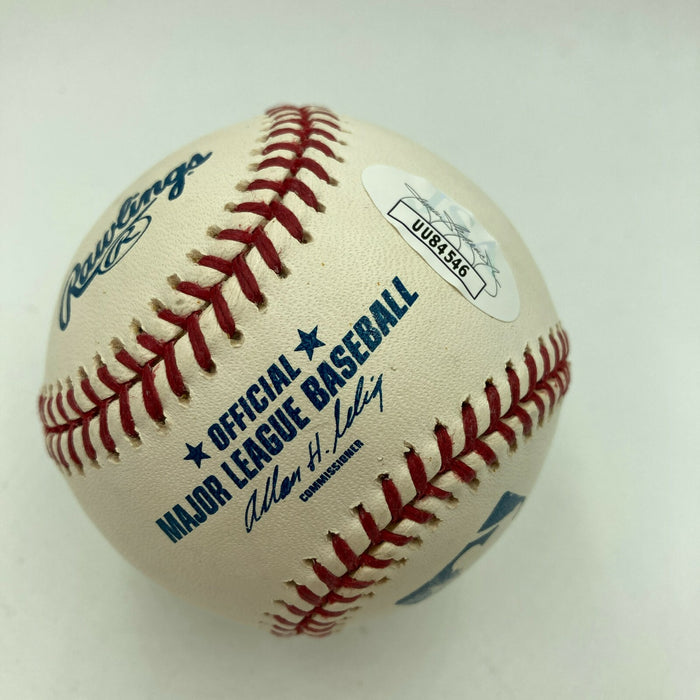 Rawlings
R
UU84546
OFFICIAL
MAJOR LEAGUE BASEBALL
Allan H. Selig
COMMISSIONER